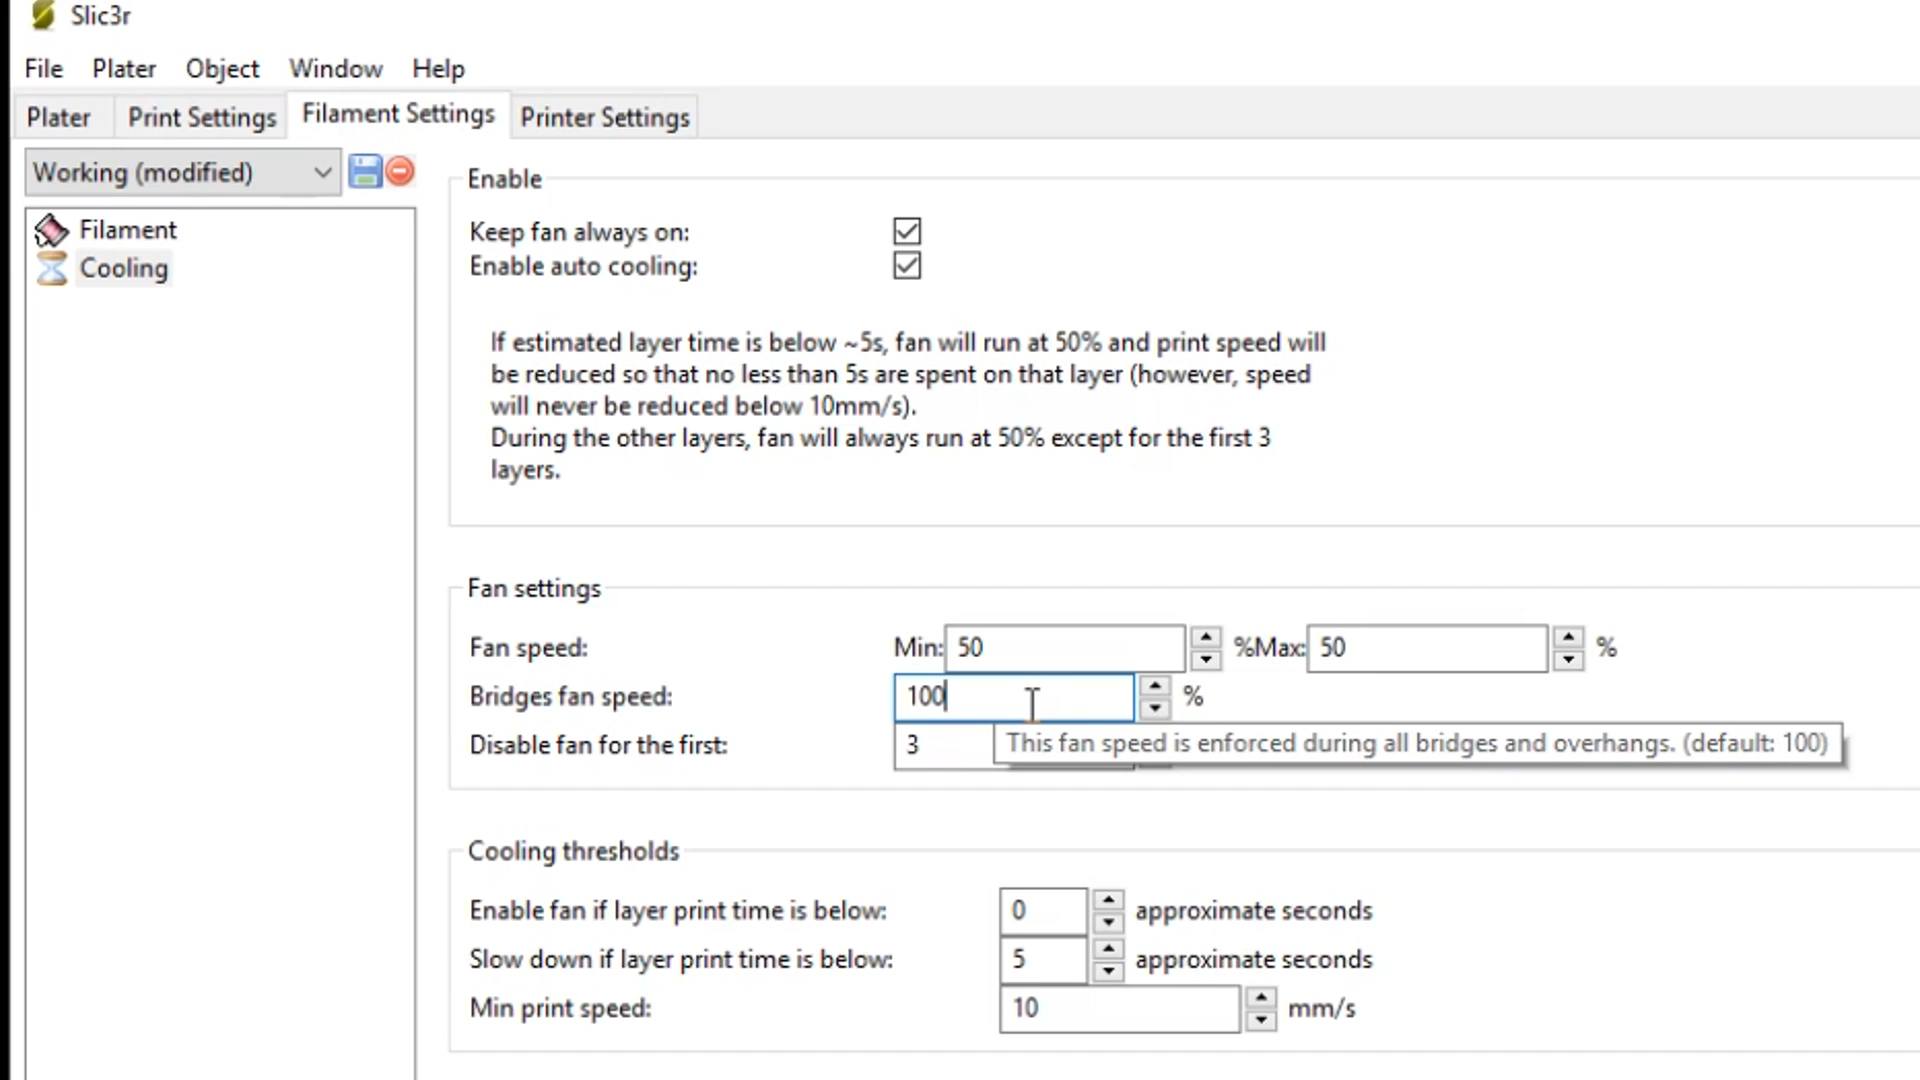 Slic3r
File Plater Object Window Help
Plater Print Settings Filament Settings Printer Settings
Working (modified)
Filament
Cooling
Enable
Keep fan always on:
Enable auto cooling:
If estimated layer time is below ~5s, fan will run at 50% and print speed will
be reduced so that no less than 5s are spent on that layer (however, speed
will never be reduced below 10mm/s).
During the other layers, fan will always run at 50% except for the first 3
layers.
Fan settings
Fan speed: Min: 50 %Max: 50 %
Bridges fan speed: 100 %
Disable fan for the first: 3
This fan speed is enforced during all bridges and overhangs. (default: 100)
Cooling thresholds
Enable fan if layer print time is below: 0 approximate seconds
Slow down if layer print time is below: 5 approximate seconds
Min print speed: 10 mm/s